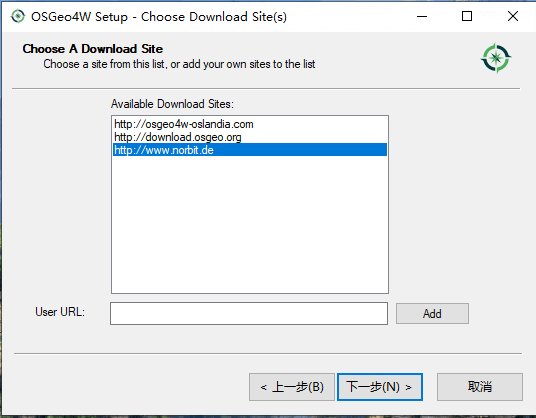 OSGeo4W Setup - Choose Download Site(s)
Choose A Download Site
Choose a site from this list, or add your own sites to the list
Available Download Sites:
http://osgeo4w-oslandia.com
http://download.osgeo.org
http://www.norbit.de
User URL:
Add
< 上一步(B)
下一步(N) >
取消